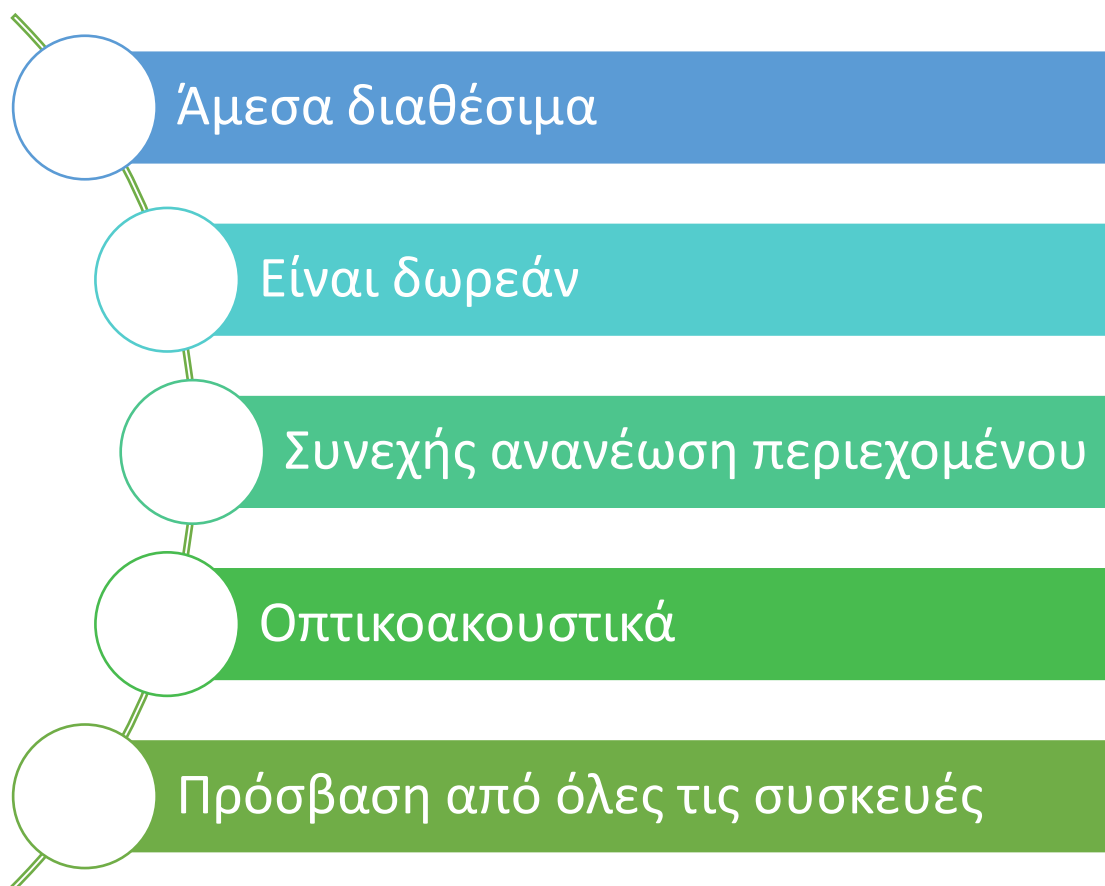 Άμεσα διαθέσιμα
Είναι δωρεάν
Συνεχής ανανέωση περιεχομένου
Οπτικοακουστικά
Πρόσβαση από όλες τις συσκευές